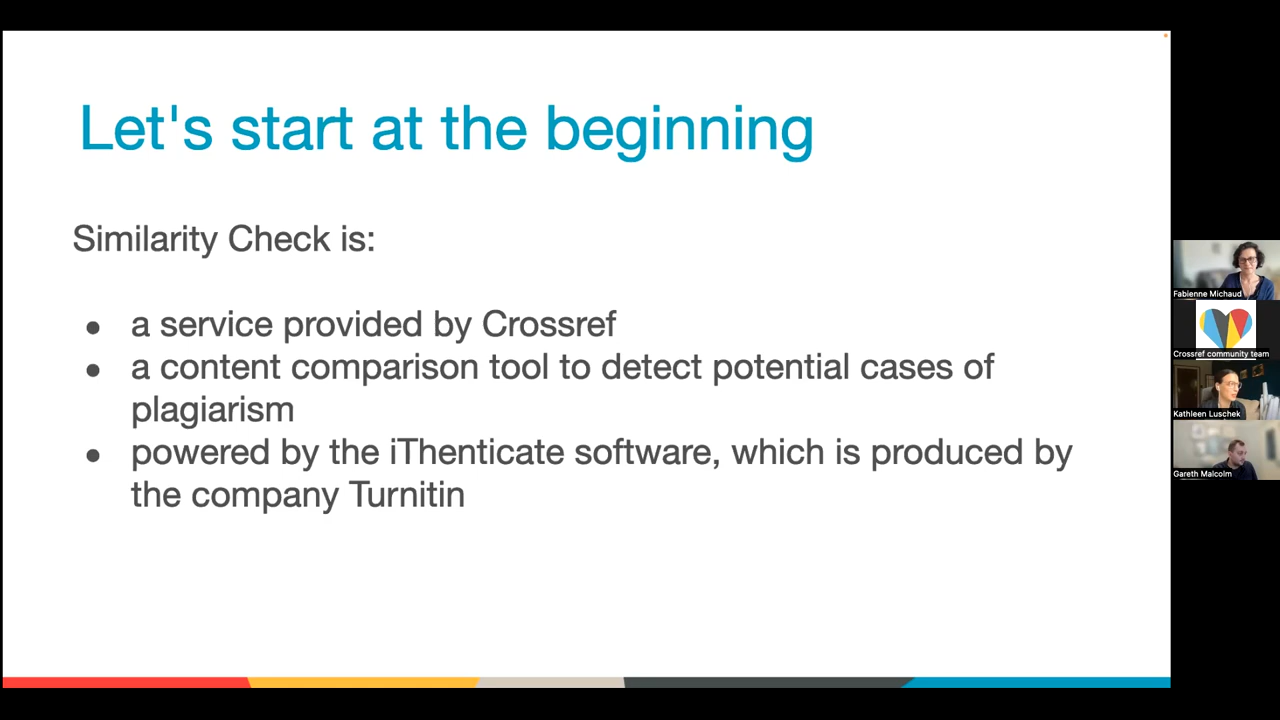 Let's start at the beginning
Similarity Check is:
● a service provided by Crossref
● a content comparison tool to detect potential cases of
plagiarism
● powered by the iThenticate software, which is produced by
the company Turnitin
Fabienne Michaud
Crossref community team
Kathleen Luschek
Gareth Malcolm